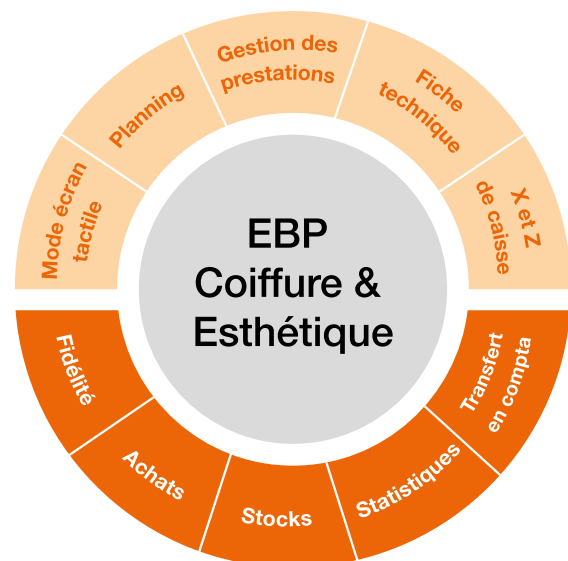 Mode écran
tactile
Planning
Gestion des
prestations
Fiche
technique
X et Z
de caisse
EBP
Coiffure &
Esthétique
Fidélité
Achats
Stocks
Statistiques
Transfert
en compta